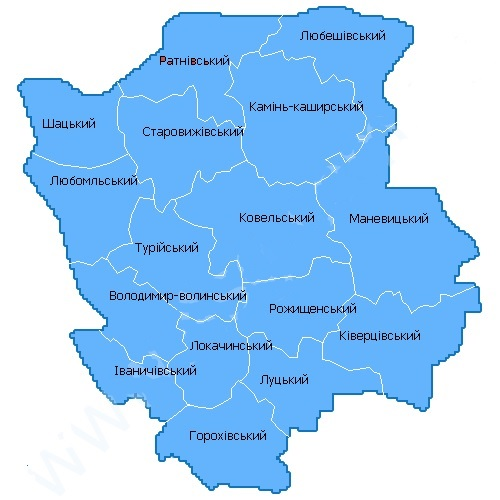 Любешівський
Ратнівський
Камінь-каширський
Шацький
Старовижівський
Любомльський
Ковельський
Маневицький
Турійський
Володимир-волинський
Рожищенський
Ківерцівський
Локачинський
Іваничівський
Луцький
Горохівський